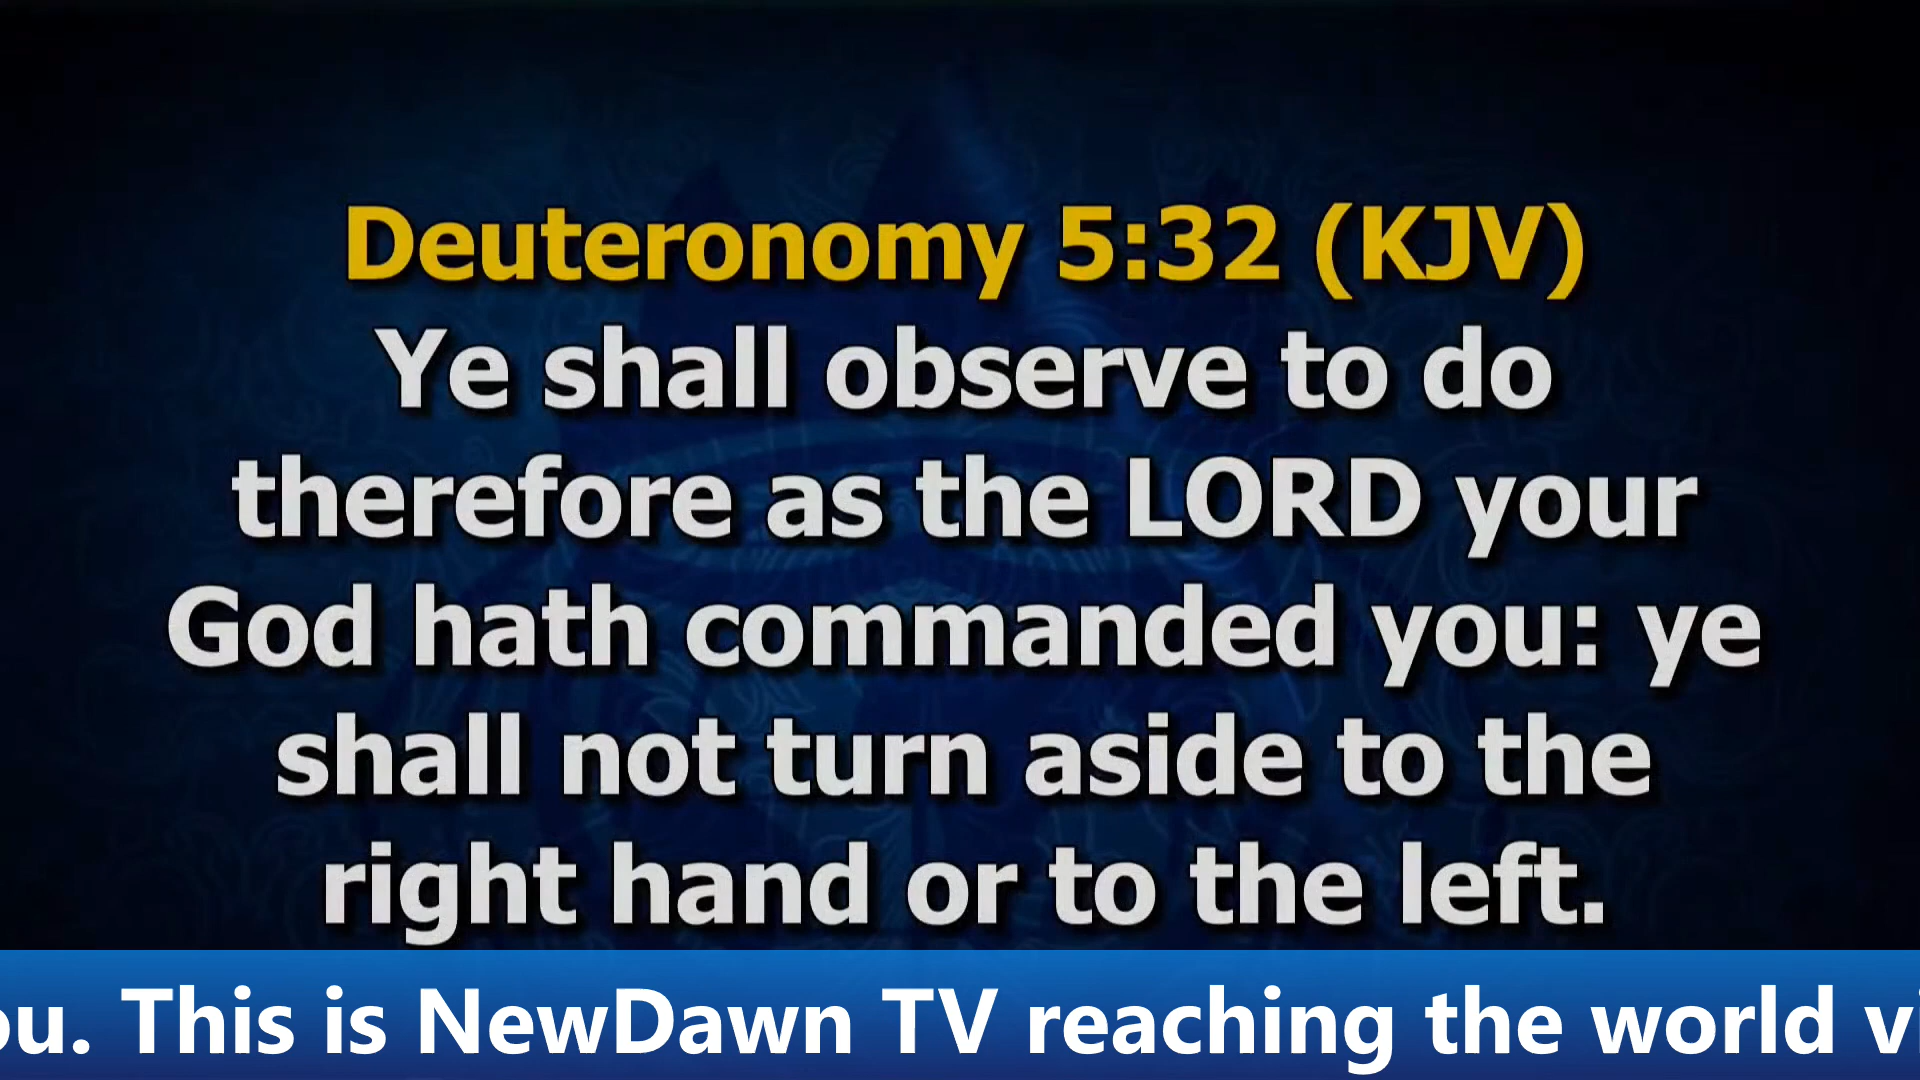 Deuteronomy 5:32 (KJV)
Ye shall observe to do
therefore as the LORD your
God hath commanded you: ye
shall not turn aside to the
right hand or to the left.
ou. This is NewDawn TV reaching the world vi